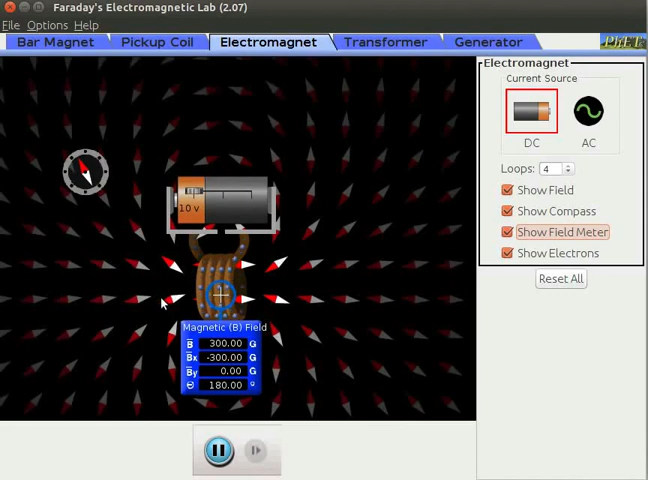 Faraday's Electromagnetic Lab (2.07)
File Options Help
Bar Magnet Pickup Coil Electromagnet Transformer Generator PhET
Electromagnet
Current Source
DC AC
Loops: 4
Show Field
Show Compass
Show Field Meter
Show Electrons
Reset All
10 v
Magnetic (B) Field
B 300.00 G
Bx -300.00 G
By 0.00 G
Θ 180.00 º